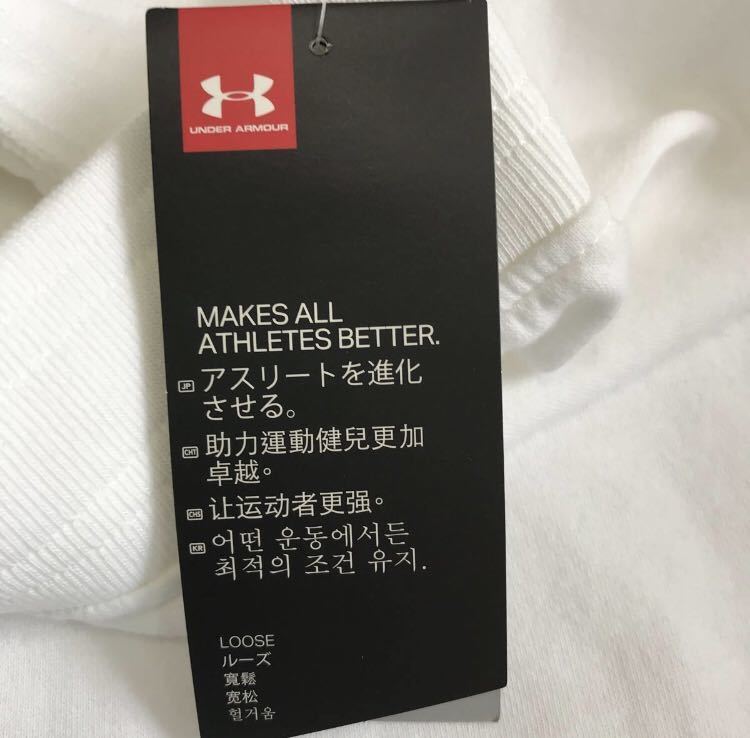 UNDER ARMOUR
MAKES ALL
ATHLETES BETTER.
JP アスリートを進化
させる。
CHT 助力運動健兒更加
卓越。
CHS 让运动者更强。
KR 어떤 운동에서든
최적의 조건 유지.
LOOSE
ルーズ
寬鬆
宽松
헐거움